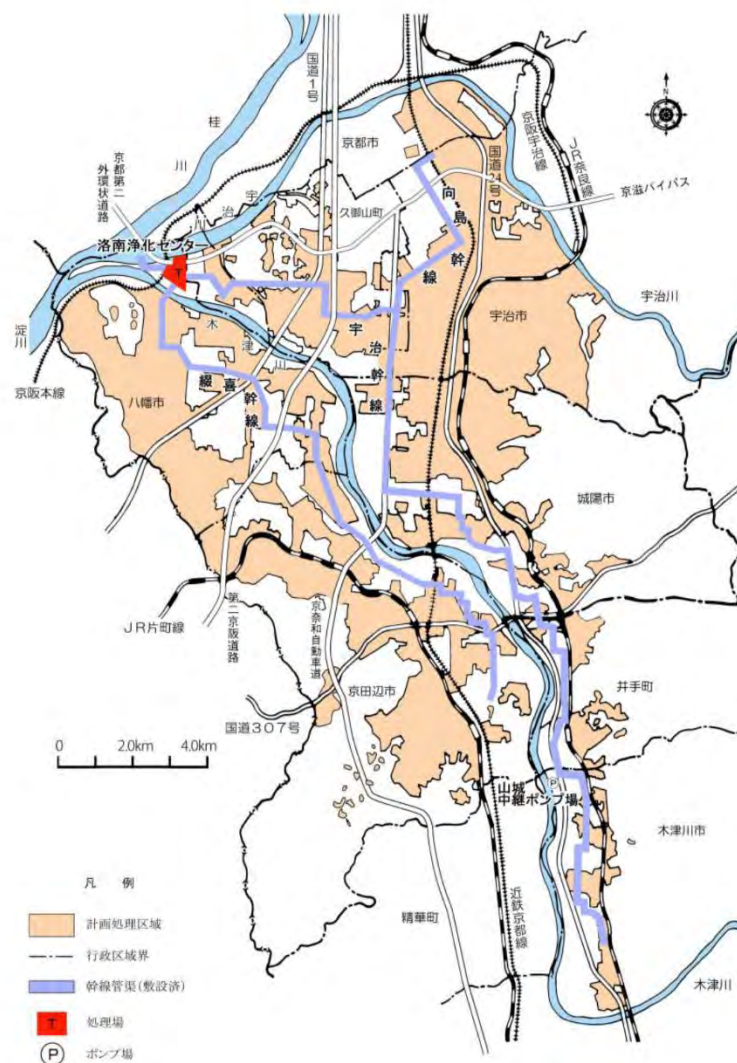 国道1号
桂川
京都市
宇治川
京都第二
外環状道路
国道24号
京阪宇治線
JR奈良線
N
久御山町
向島幹線
京滋バイパス
洛南浄化センター
T
宇治市
宇治川
淀川
木津川
宇治幹線
京阪本線
八幡市
綴喜幹線
城陽市
JR片町線
第二京阪道路
京奈和自動車道
京田辺市
井手町
国道307号
0 2.0km 4.0km
山城
中継ポンプ場
P
木津川市
凡 例
近鉄京都線
精華町
木津川
計画処理区域
行政区域界
幹線管渠(敷設済)
T 処理場
P ポンプ場